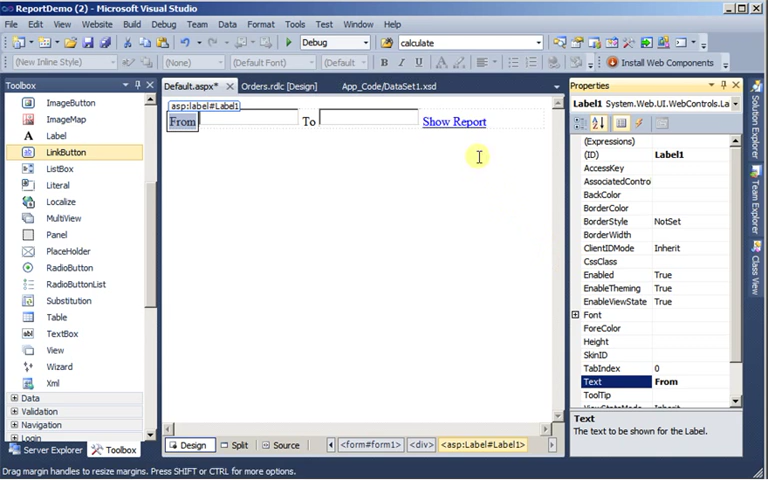 ReportDemo (2) - Microsoft Visual Studio
File Edit View Website Build Debug Team Data Format Tools Test Window Help
Debug calculate
(New Inline Style) (None) (Default Font) (Default B I U A Install Web Components
Toolbox
ImageButton
ImageMap
A Label
LinkButton
ListBox
Literal
Localize
MultiView
Panel
PlaceHolder
RadioButton
RadioButtonList
Substitution
Table
abl TextBox
View
Wizard
Xml
Data
Validation
Navigation
Login
Server Explorer Toolbox
Default.aspx* Orders.rdlc [Design] App_Code/DataSet1.xsd
asp:label#Label1
From To Show Report
Design Split Source <form#form1> <div> <asp:Label#Label1>
Properties
Label1 System.Web.UI.WebControls.La
(Expressions)
(ID) Label1
AccessKey
AssociatedContro
BackColor
BorderColor
BorderStyle NotSet
BorderWidth
ClientIDMode Inherit
CssClass
Enabled True
EnableTheming True
EnableViewState True
Font
ForeColor
Height
SkinID
TabIndex 0
Text From
ToolTip
ViewStateMode Inherit
Text
The text to be shown for the Label.
Solution Explorer
Team Explorer
Class View
Drag margin handles to resize margins. Press SHIFT or CTRL for more options.